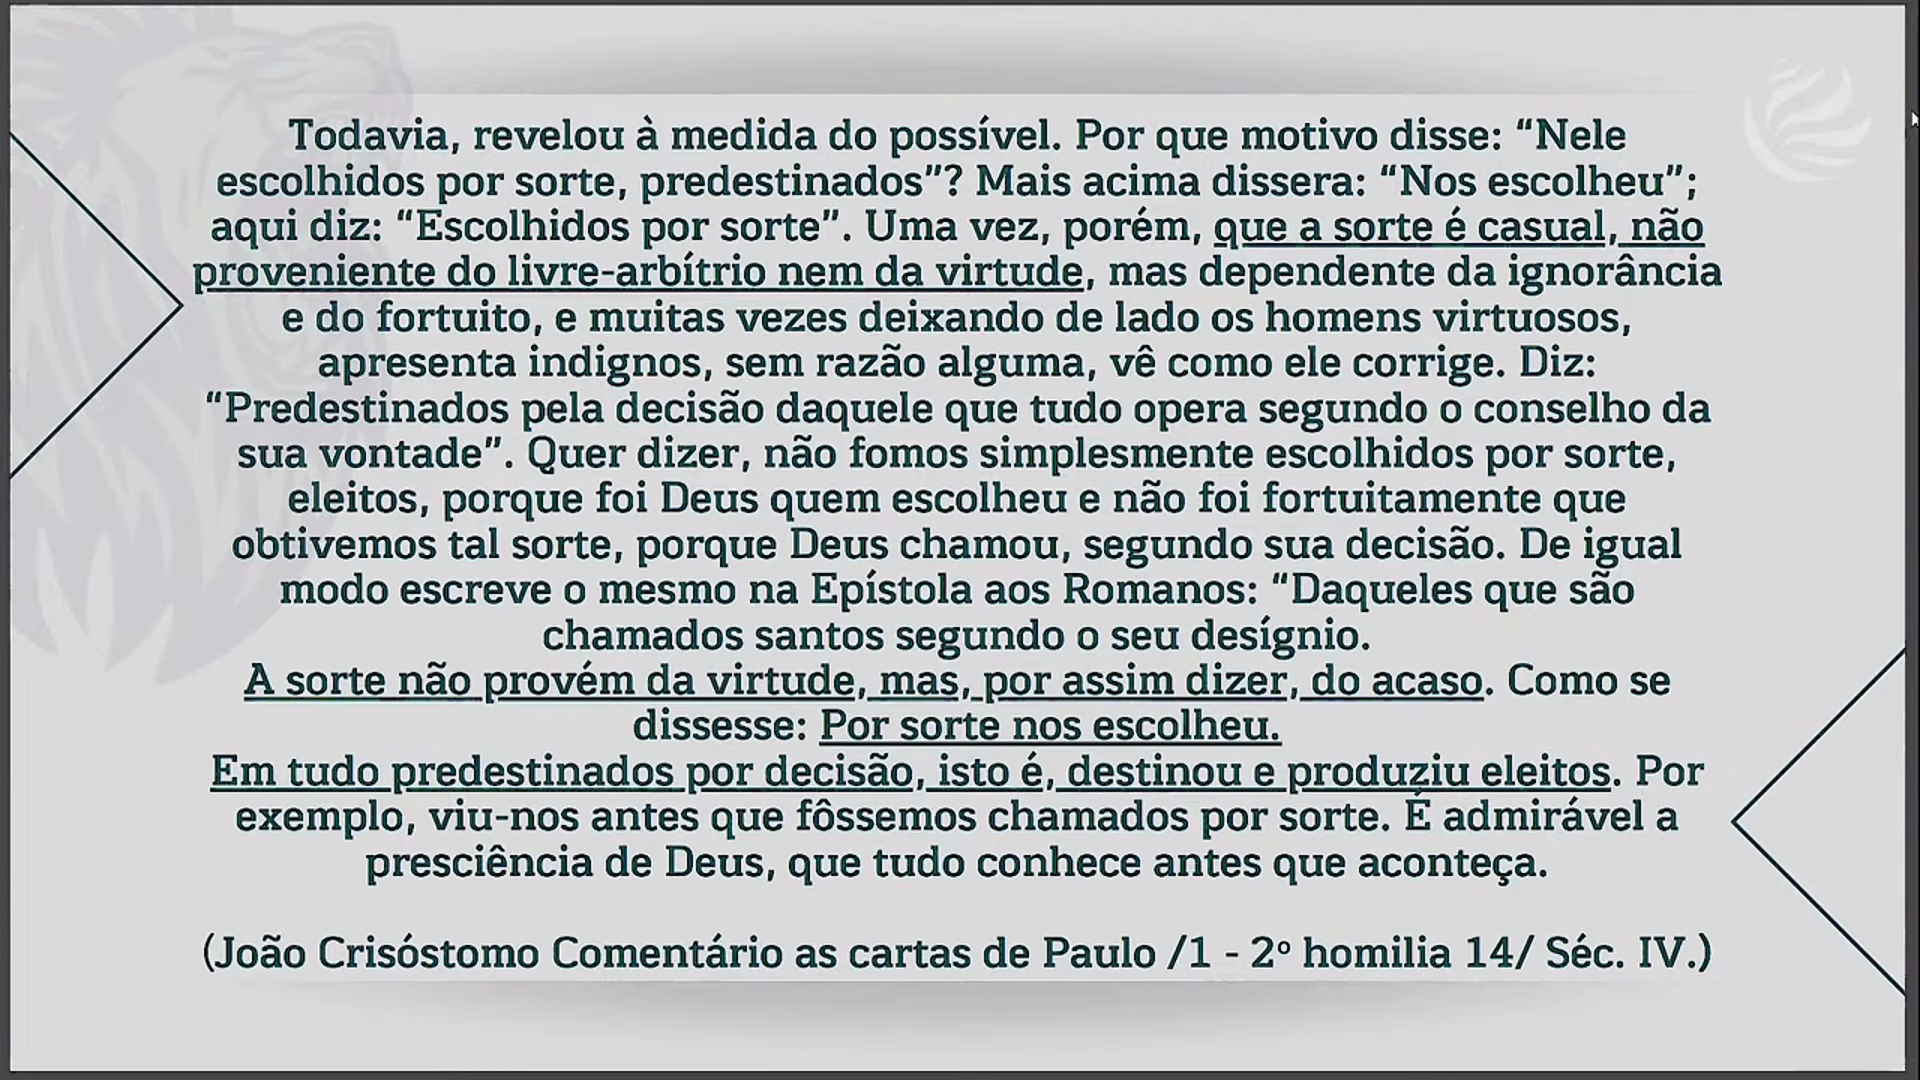 Todavia, revelou à medida do possível. Por que motivo disse: “Nele
escolhidos por sorte, predestinados”? Mais acima dissera: “Nos escolheu”;
aqui diz: “Escolhidos por sorte”. Uma vez, porém, que a sorte é casual, não
proveniente do livre-arbítrio nem da virtude, mas dependente da ignorância
e do fortuito, e muitas vezes deixando de lado os homens virtuosos,
apresenta indignos, sem razão alguma, vê como ele corrige. Diz:
“Predestinados pela decisão daquele que tudo opera segundo o conselho da
sua vontade”. Quer dizer, não fomos simplesmente escolhidos por sorte,
eleitos, porque foi Deus quem escolheu e não foi fortuitamente que
obtivemos tal sorte, porque Deus chamou, segundo sua decisão. De igual
modo escreve o mesmo na Epístola aos Romanos: “Daqueles que são
chamados santos segundo o seu desígnio.
A sorte não provém da virtude, mas, por assim dizer, do acaso. Como se
dissesse: Por sorte nos escolheu.
Em tudo predestinados por decisão, isto é, destinou e produziu eleitos. Por
exemplo, viu-nos antes que fôssemos chamados por sorte. É admirável a
presciência de Deus, que tudo conhece antes que aconteça.
(João Crisóstomo Comentário as cartas de Paulo /1 - 2º homilia 14/ Séc. IV.)